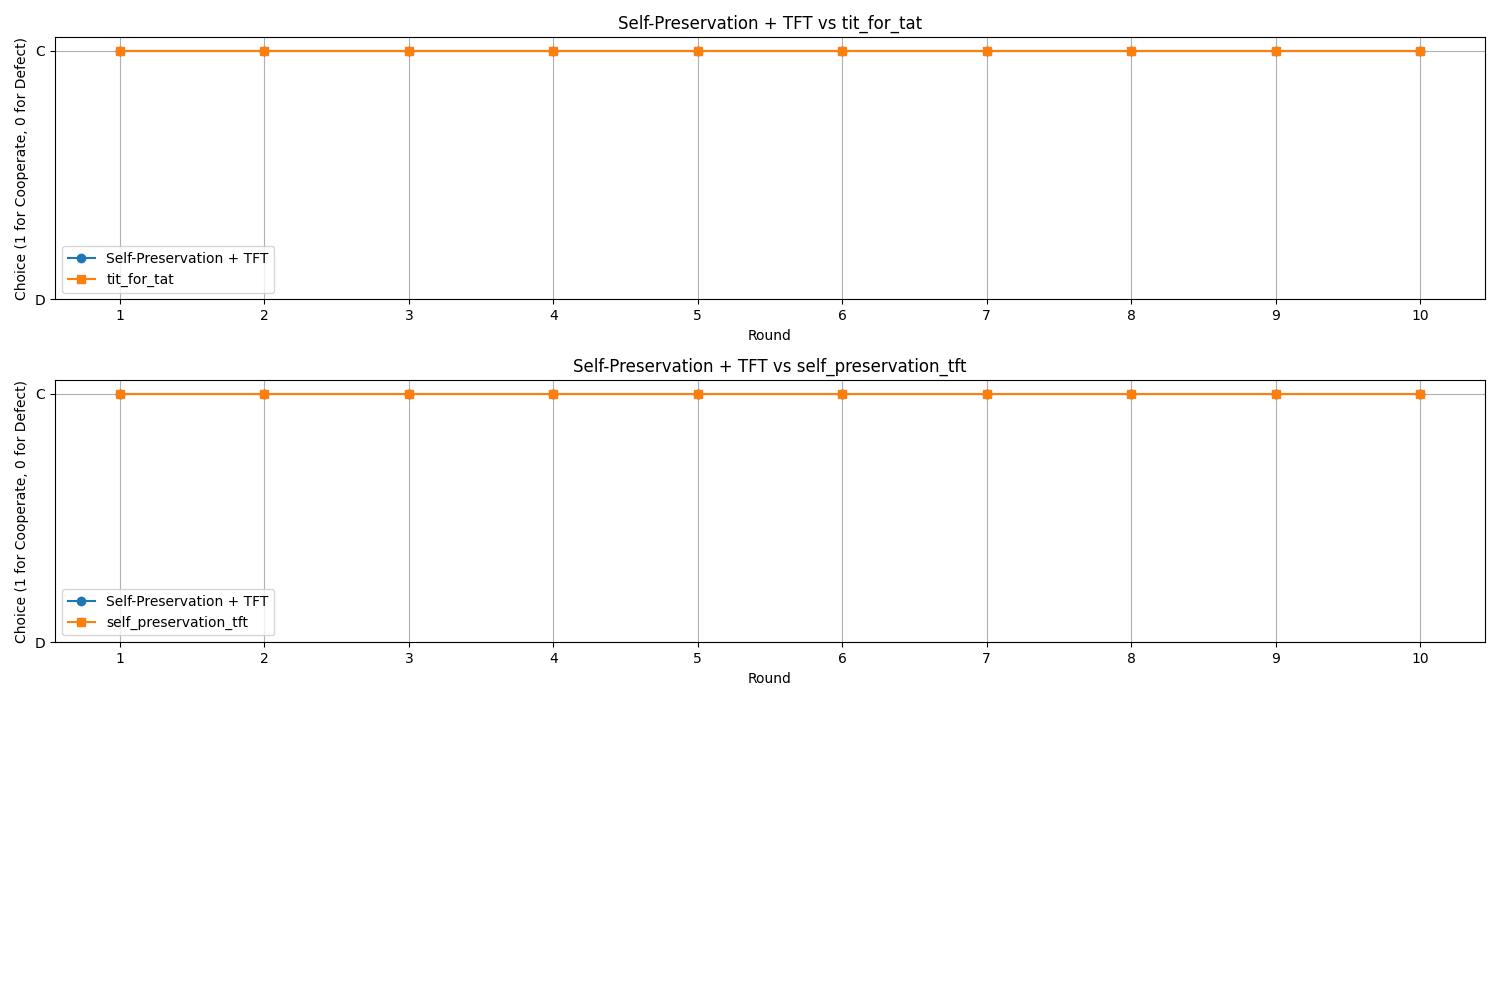 Self-Preservation + TFT vs tit_for_tat
Choice (1 for Cooperate, 0 for Defect)
C
D
Self-Preservation + TFT
tit_for_tat
1 2 3 4 5 6 7 8 9 10
Round
Self-Preservation + TFT vs self_preservation_tft
Choice (1 for Cooperate, 0 for Defect)
C
D
Self-Preservation + TFT
self_preservation_tft
1 2 3 4 5 6 7 8 9 10
Round